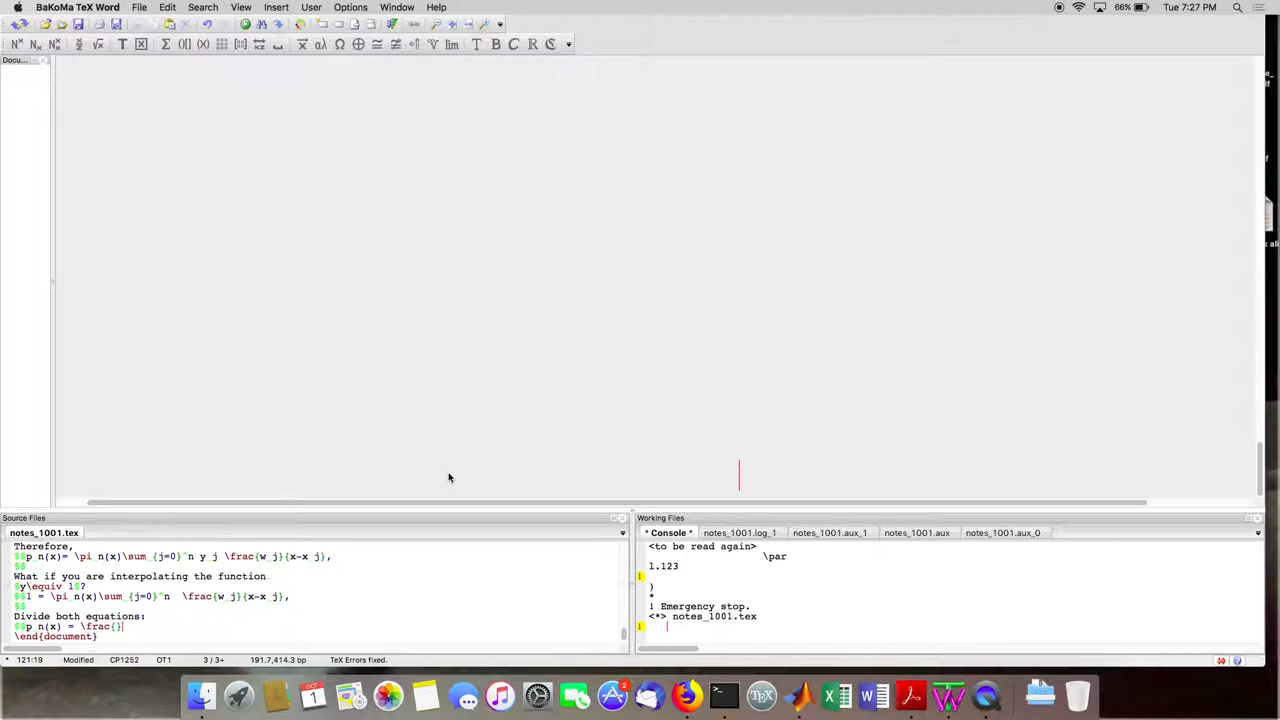 BaKoMa TeX Word File Edit Search View Insert User Options Window Help 66% Tue 7:27 PM
Docu...
Source Files
notes_1001.tex
Therefore,
$$p_n(x)= \pi_n(x)\sum_{j=0}^n y_j \frac{w_j}{x-x_j},
$$
What if you are interpolating the function
$y\equiv 1$?
$$1 = \pi_n(x)\sum_{j=0}^n  \frac{w_j}{x-x_j},
$$
Divide both equations:
$$p_n(x) = \frac{}
\end{document}
Working Files
* Console * notes_1001.log_1 notes_1001.aux_1 notes_1001.aux notes_1001.aux_0
<to be read again>
\par
l.123
)
*
! Emergency stop.
<*> notes_1001.tex
* 121:19 Modified CP1252 OT1 3 / 3+ 191.7,414.3 bp TeX Errors fixed.